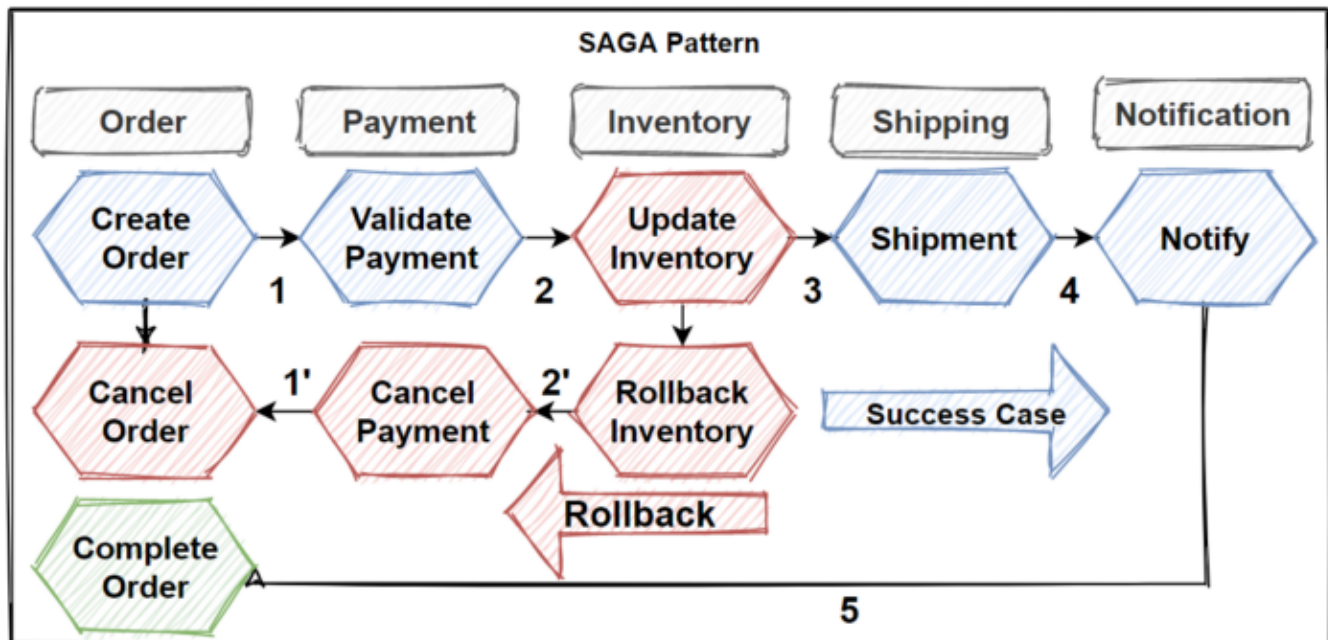 SAGA Pattern
Order
Payment
Inventory
Shipping
Notification
Create
Order
Validate
Payment
Update
Inventory
Shipment
Notify
1
2
3
4
Cancel
Order
1'
Cancel
Payment
2'
Rollback
Inventory
Success Case
Rollback
Complete
Order
5